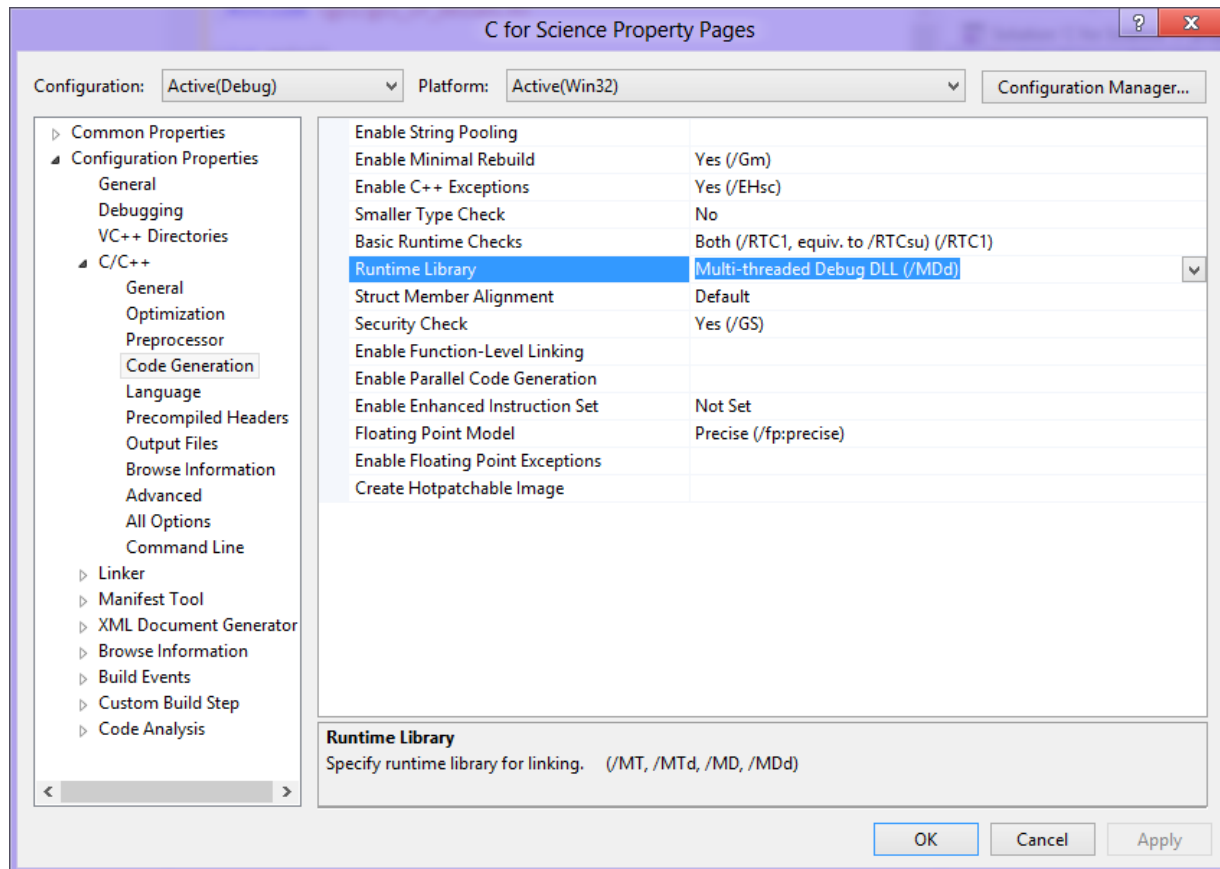 C for Science Property Pages
?
x
Configuration: Active(Debug) Platform: Active(Win32) Configuration Manager...
Common Properties
Configuration Properties
General
Debugging
VC++ Directories
C/C++
General
Optimization
Preprocessor
Code Generation
Language
Precompiled Headers
Output Files
Browse Information
Advanced
All Options
Command Line
Linker
Manifest Tool
XML Document Generator
Browse Information
Build Events
Custom Build Step
Code Analysis
Enable String Pooling
Enable Minimal Rebuild Yes (/Gm)
Enable C++ Exceptions Yes (/EHsc)
Smaller Type Check No
Basic Runtime Checks Both (/RTC1, equiv. to /RTCsu) (/RTC1)
Runtime Library Multi-threaded Debug DLL (/MDd)
Struct Member Alignment Default
Security Check Yes (/GS)
Enable Function-Level Linking
Enable Parallel Code Generation
Enable Enhanced Instruction Set Not Set
Floating Point Model Precise (/fp:precise)
Enable Floating Point Exceptions
Create Hotpatchable Image
Runtime Library
Specify runtime library for linking. (/MT, /MTd, /MD, /MDd)
OK Cancel Apply